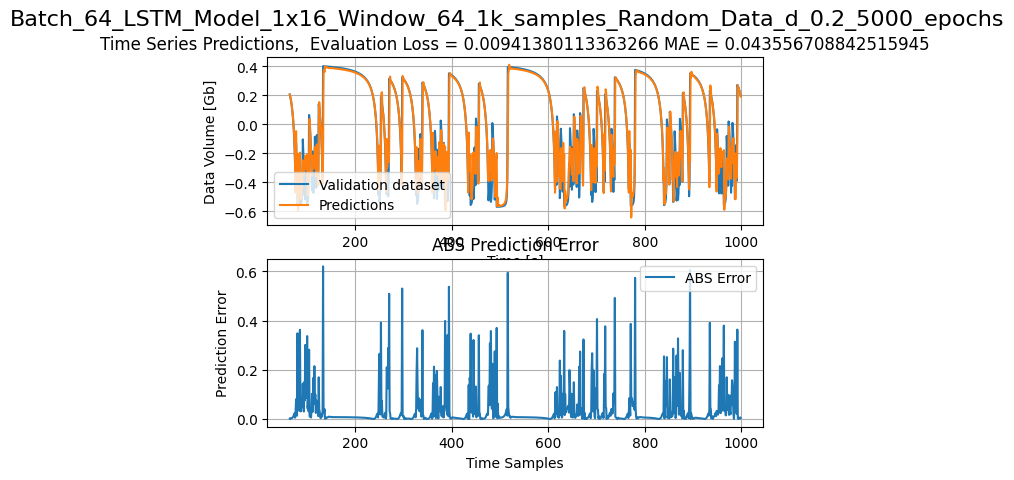 Batch_64_LSTM_Model_1x16_Window_64_1k_samples_Random_Data_d_0.2_5000_epochs
Time Series Predictions,  Evaluation Loss = 0.00941380113363266 MAE = 0.043556708842515945
Data Volume [Gb]
0.4
0.2
0.0
−0.2
−0.4
−0.6
Validation dataset
Predictions
200
400
600
800
1000
Time [s]
ABS Prediction Error
Prediction Error
0.6
0.4
0.2
0.0
ABS Error
200
400
600
800
1000
Time Samples